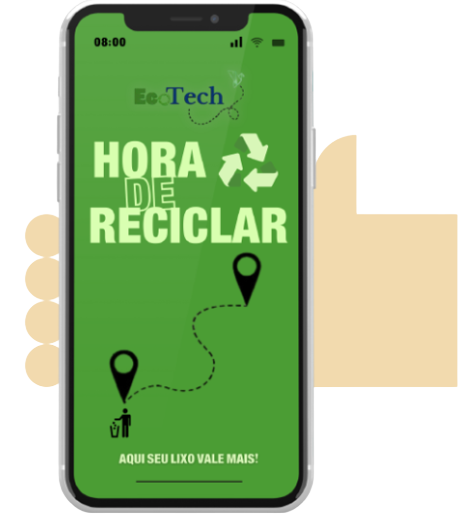 08:00
EcoTech
HORA
DE
RECICLAR
AQUI SEU LIXO VALE MAIS!